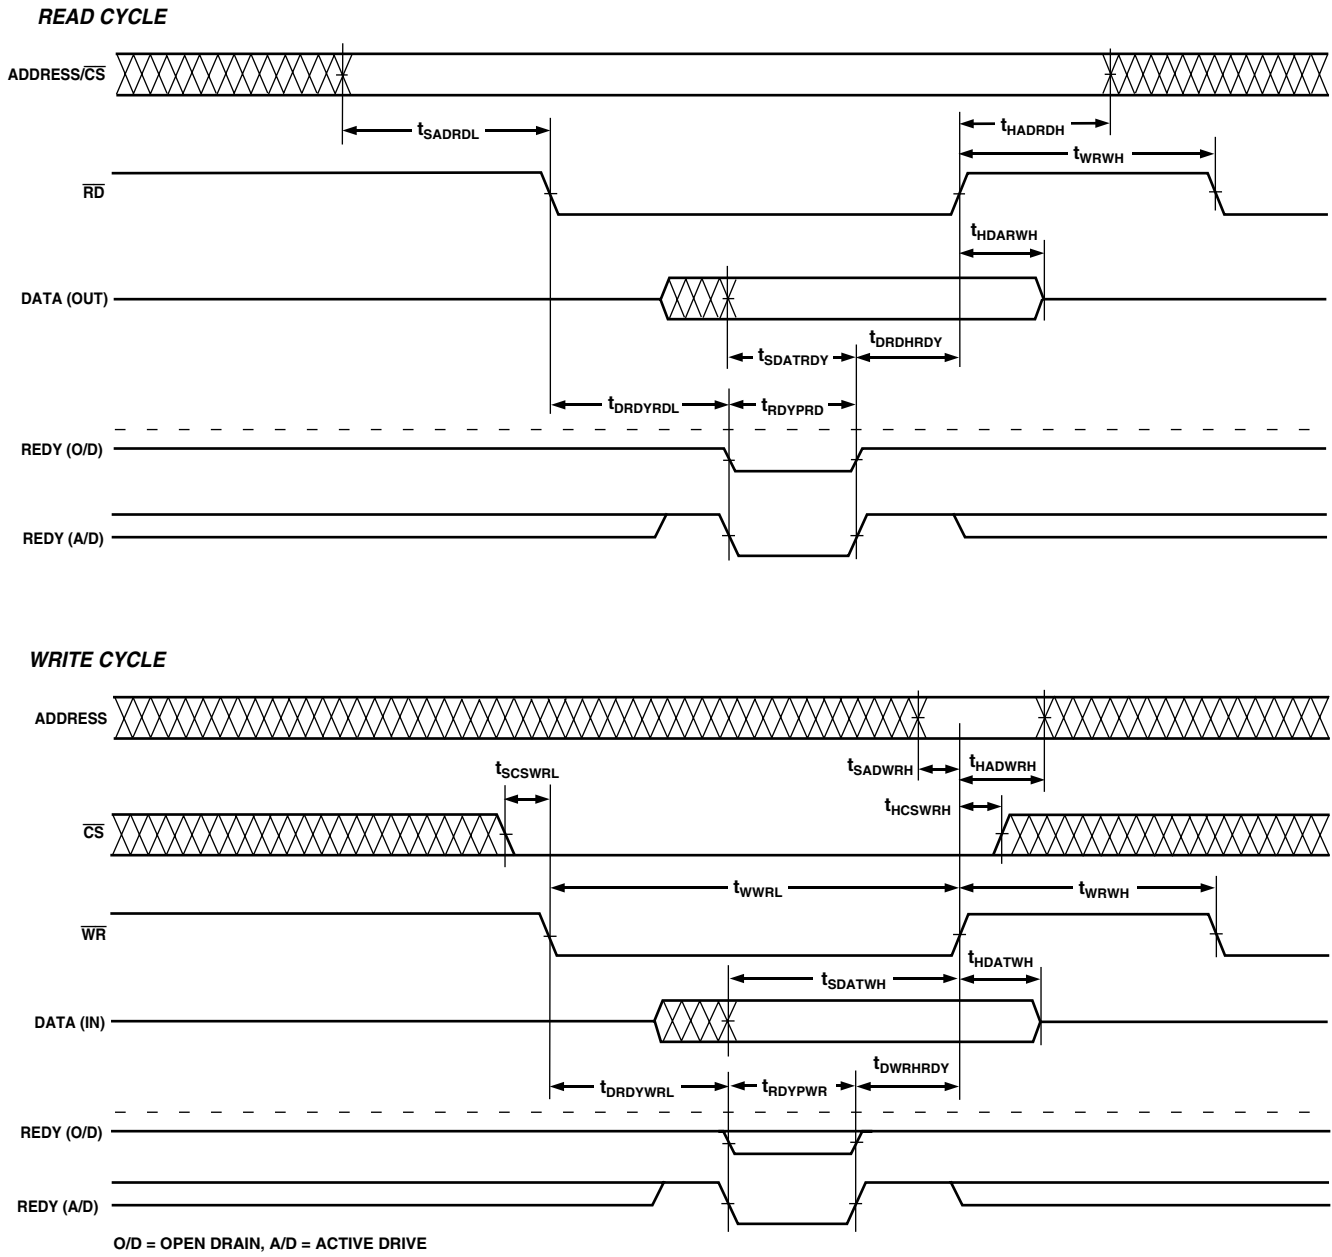 READ CYCLE
ADDRESS/CS
tSADRDL
tHADRDH
tWRWH
RD
tHDARWH
DATA (OUT)
tSDATRDY
tDRDHRDY
tDRDYRDL
tRDYPRD
REDY (O/D)
REDY (A/D)
WRITE CYCLE
ADDRESS
tSCSWRL
tSADWRH
tHADWRH
tHCSWRH
CS
tWWRL
tWRWH
WR
tSDATWH
tHDATWH
DATA (IN)
tDRDYWRL
tRDYPWR
tDWRHRDY
REDY (O/D)
REDY (A/D)
O/D = OPEN DRAIN, A/D = ACTIVE DRIVE